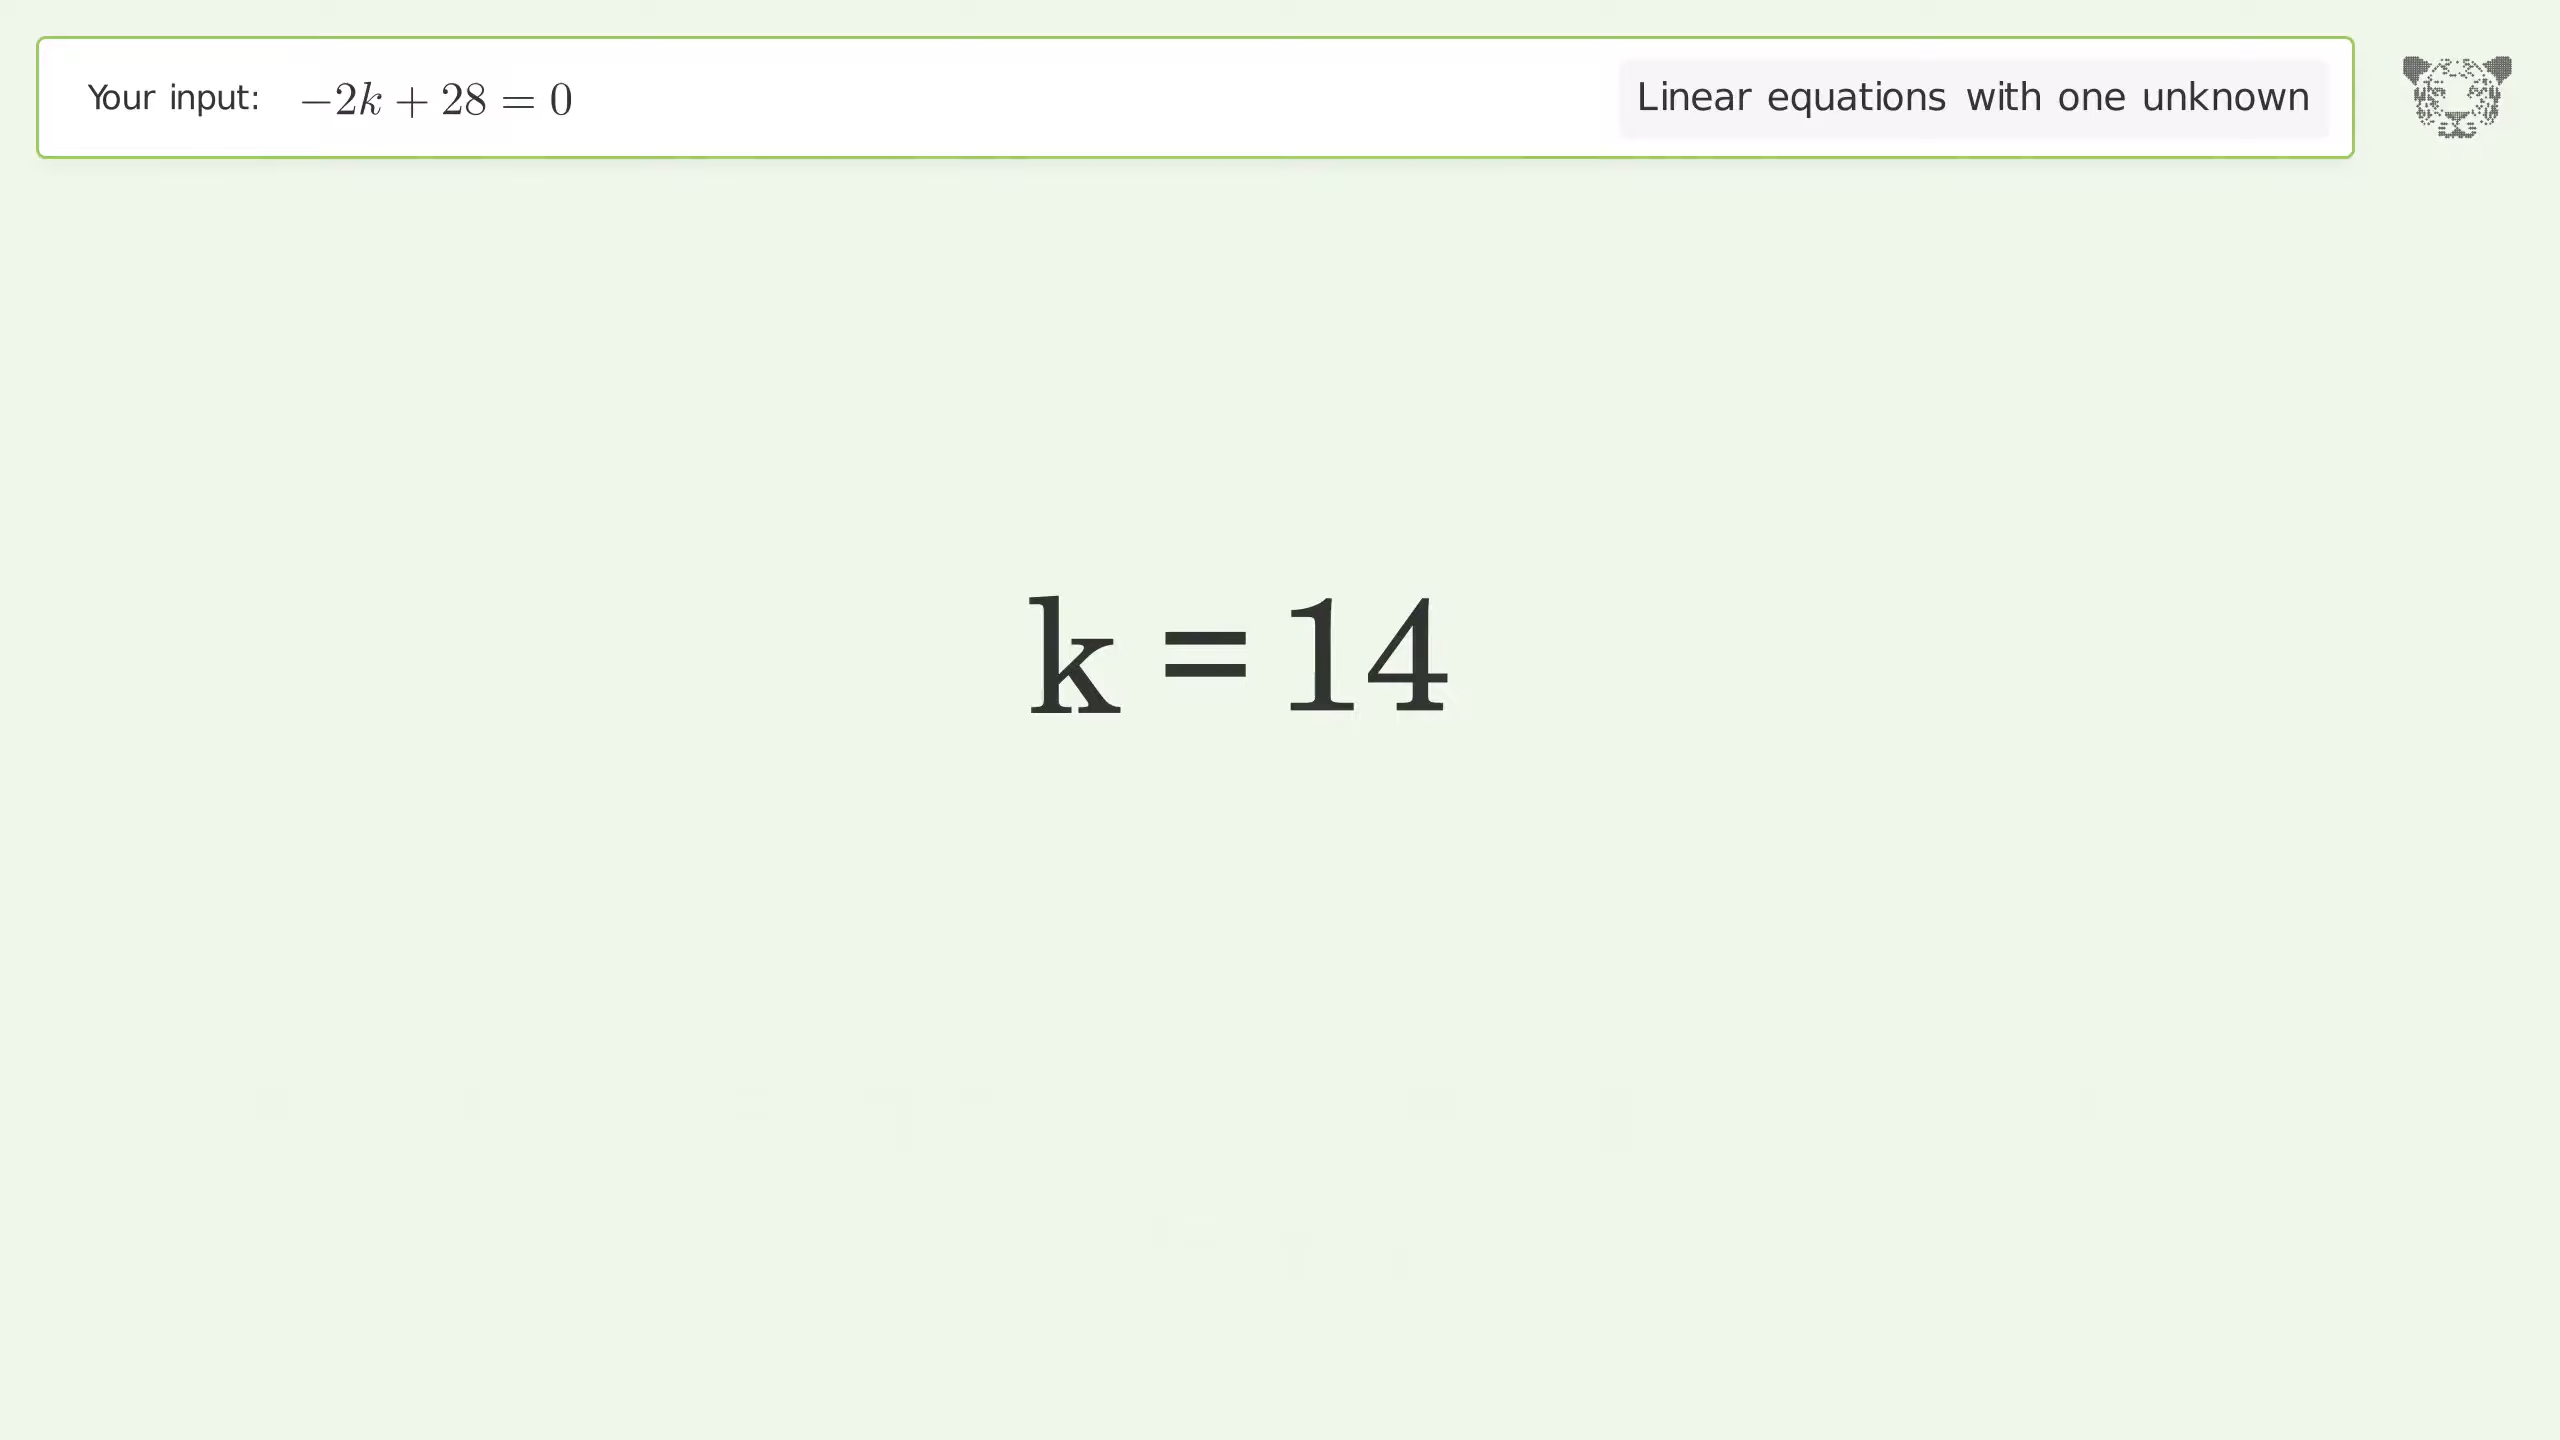 Your input: −2k + 28 = 0 Linear equations with one unknown
k = 14